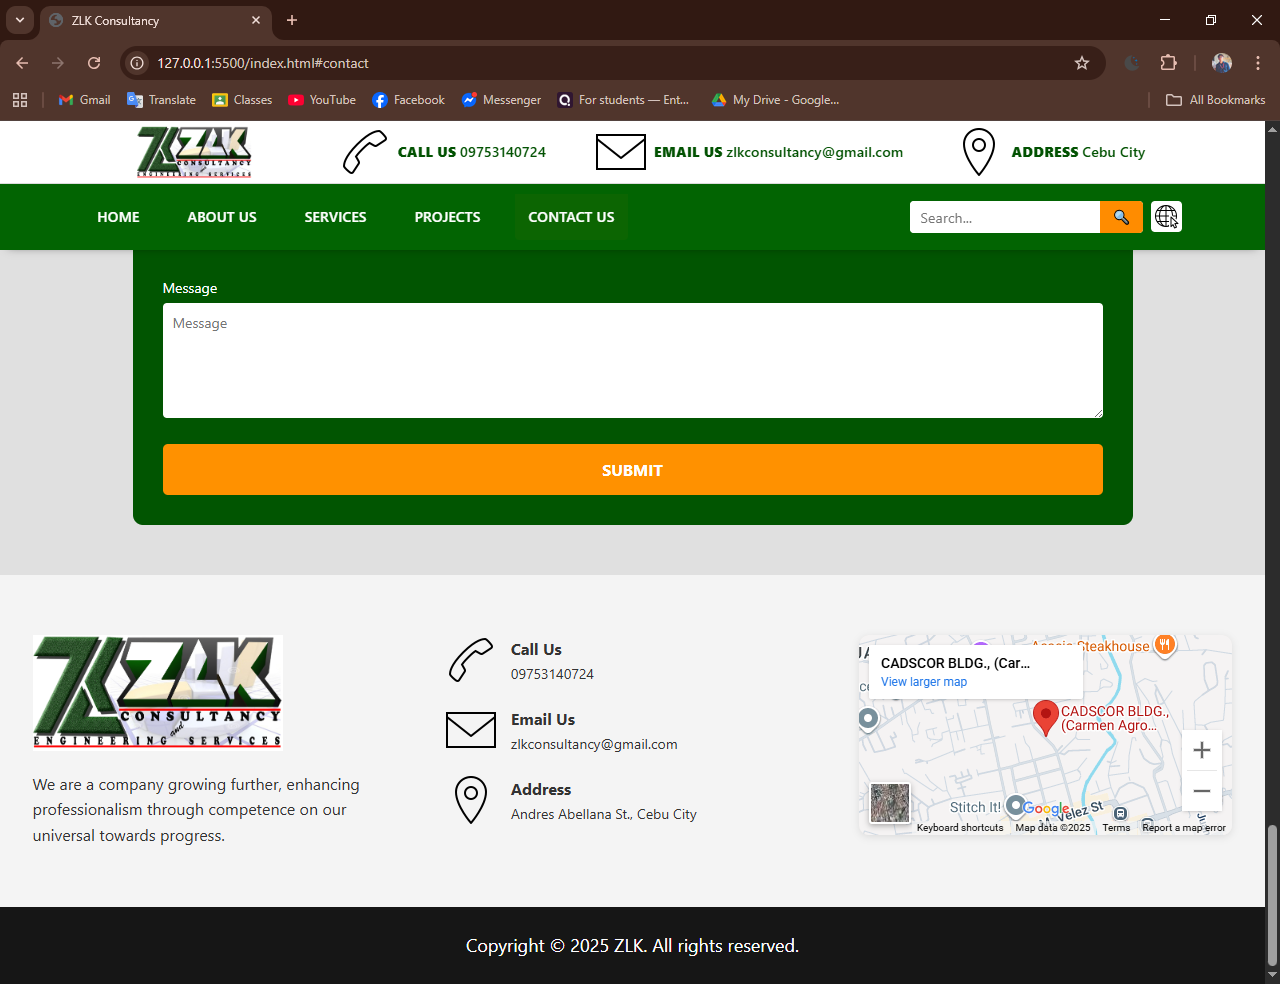 ZLK Consultancy
127.0.0.1:5500/index.html#contact
Gmail
Translate
Classes
YouTube
Facebook
Messenger
For students — Ent...
My Drive - Google...
All Bookmarks
ZLK
CONSULTANCY
ENGINEERING SERVICES
CALL US 09753140724
EMAIL US zlkconsultancy@gmail.com
ADDRESS Cebu City
HOME
ABOUT US
SERVICES
PROJECTS
CONTACT US
Search...
Message
Message
SUBMIT
ZLK
CONSULTANCY
and
ENGINEERING SERVICES
We are a company growing further, enhancing
professionalism through competence on our
universal towards progress.
Call Us
09753140724
Email Us
zlkconsultancy@gmail.com
Address
Andres Abellana St., Cebu City
Steakhouse
CADSCOR BLDG., (Car...
View larger map
CADSCOR BLDG.,
(Carmen Agro...
Stitch It!
Google
Velez St
Keyboard shortcuts
Map data ©2025
Terms
Report a map error
Copyright © 2025 ZLK. All rights reserved.